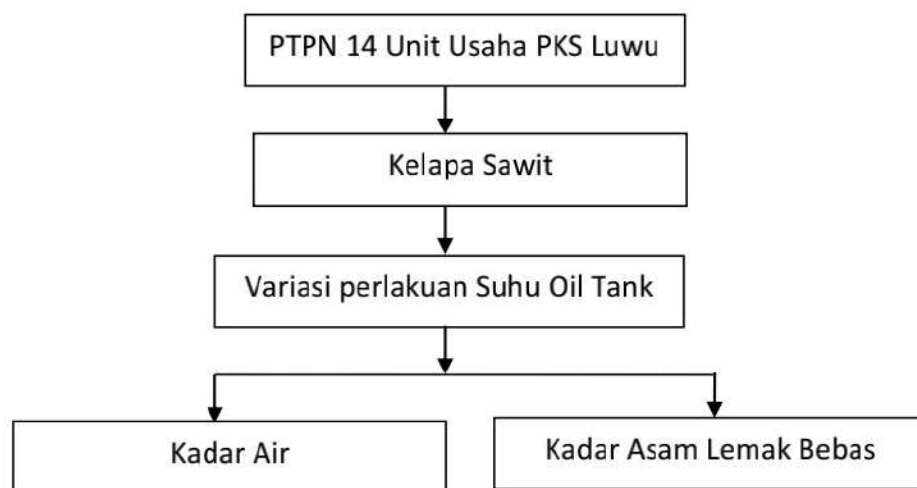 PTPN 14 Unit Usaha PKS Luwu
Kelapa Sawit
Variasi perlakuan Suhu Oil Tank
Kadar Air
Kadar Asam Lemak Bebas